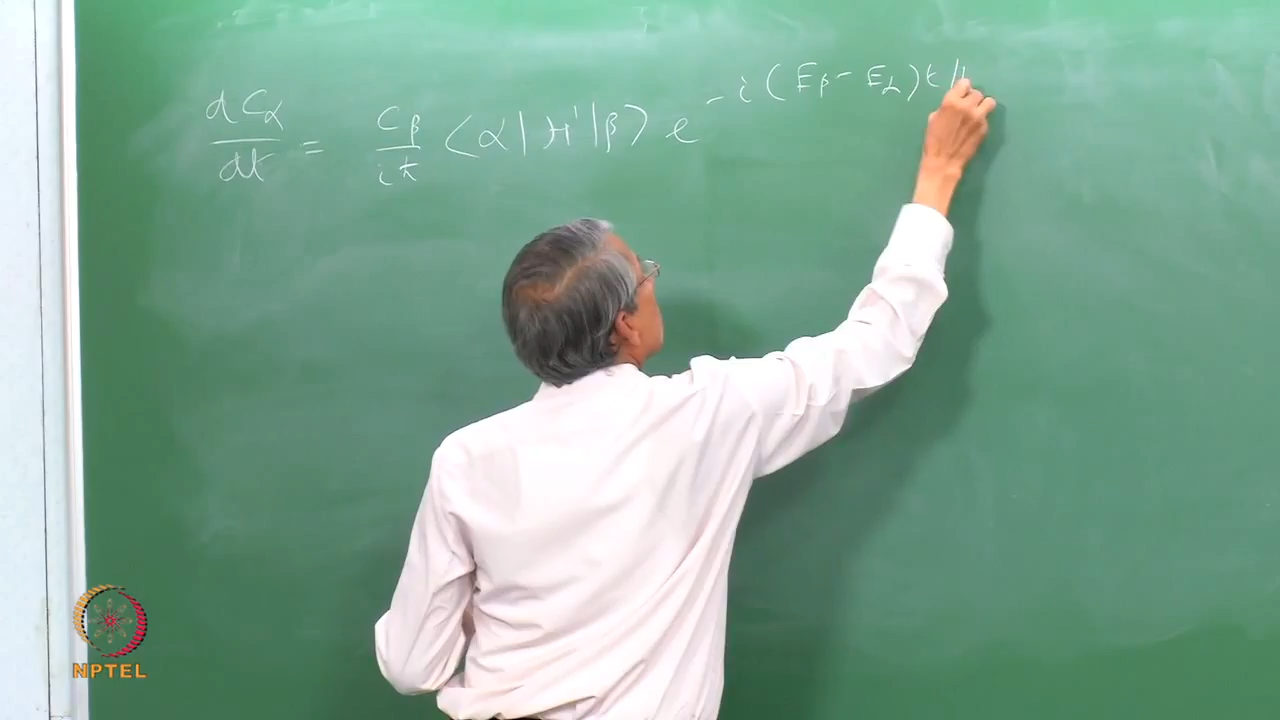 dCα/dt = Cβ/iħ ⟨α|H'|β⟩ e^-i(Eβ - Eα)t/
NPTEL